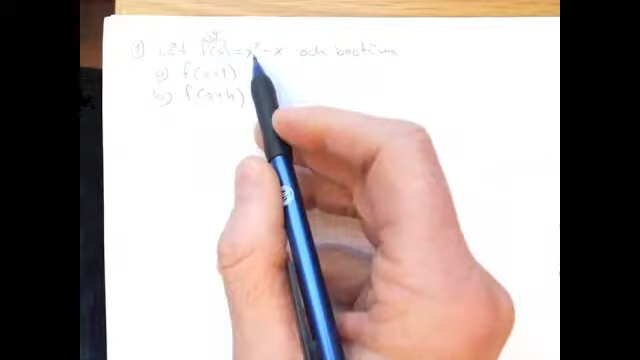 1) Låt f(x) = x² - x och bestäm
a) f(a+1)
b) f(a+h)